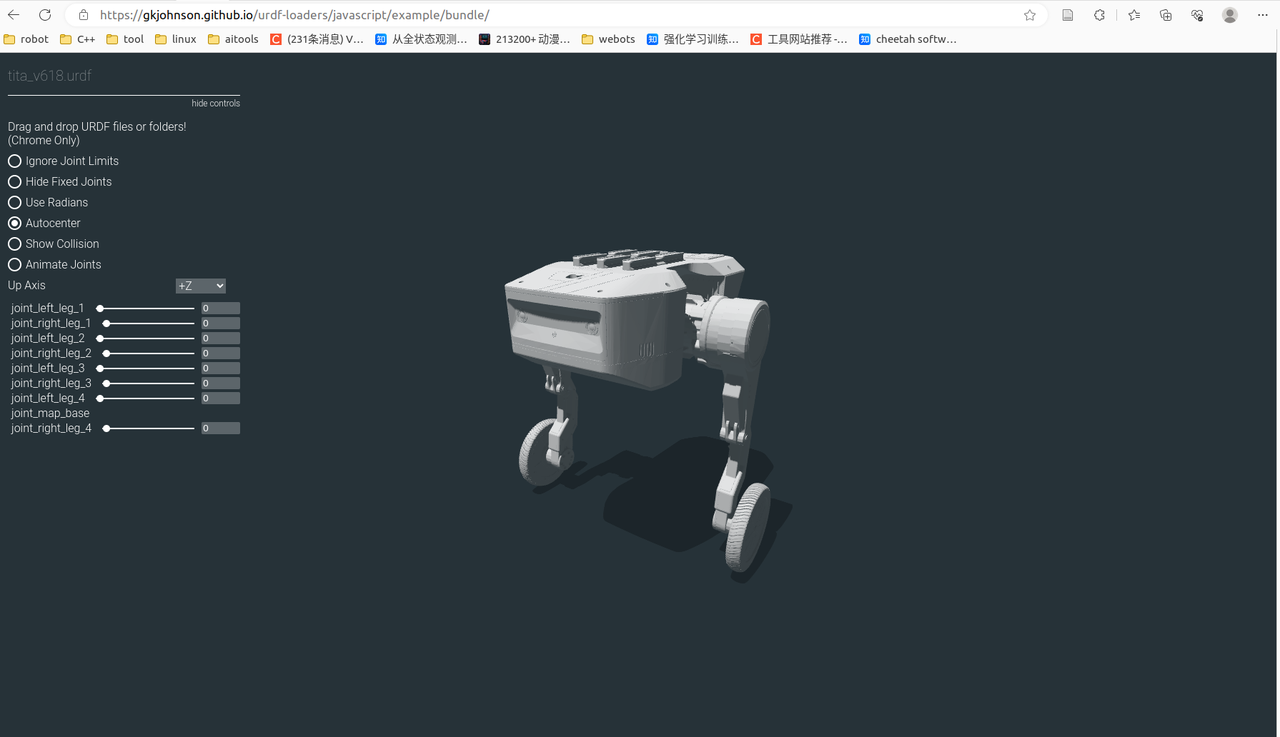 https://gkjohnson.github.io/urdf-loaders/javascript/example/bundle/
robot C++ tool linux aitools (231条消息) V... 从全状态观测... 213200+ 动漫... webots 强化学习训练... 工具网站推荐 -... cheetah softw...
tita_v618.urdf
hide controls
Drag and drop URDF files or folders!
(Chrome Only)
Ignore Joint Limits
Hide Fixed Joints
Use Radians
Autocenter
Show Collision
Animate Joints
Up Axis +Z
joint_left_leg_1 0
joint_right_leg_1 0
joint_left_leg_2 0
joint_right_leg_2 0
joint_left_leg_3 0
joint_right_leg_3 0
joint_left_leg_4 0
joint_map_base
joint_right_leg_4 0